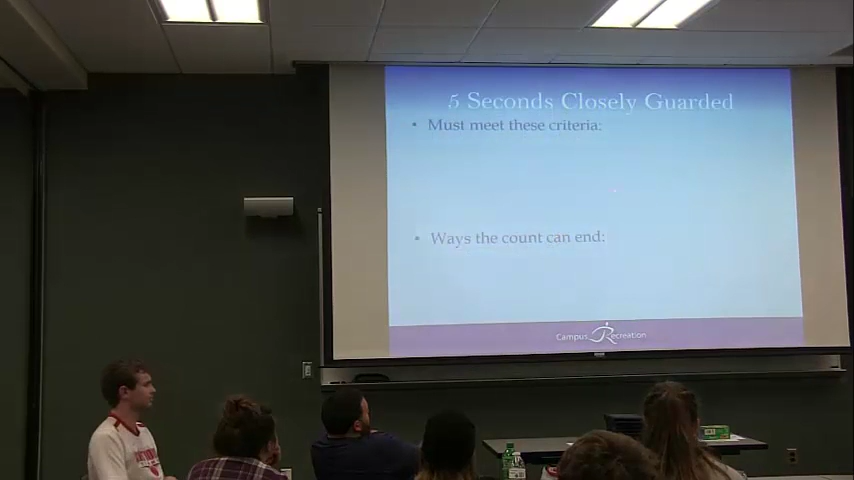 5 Seconds Closely Guarded
• Must meet these criteria:
• Ways the count can end:
Campus Recreation